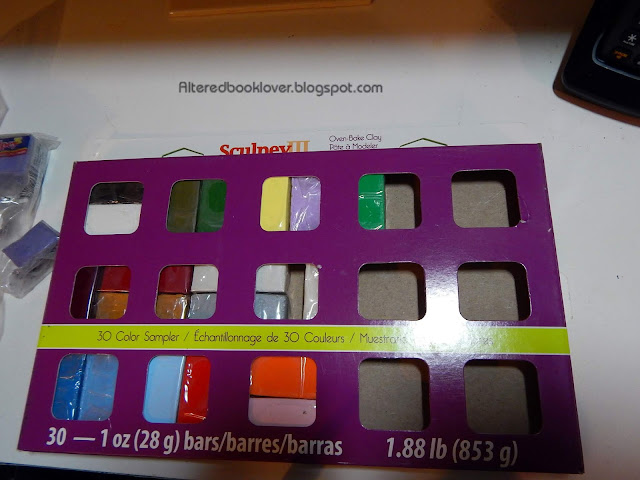 Alteredbooklover.blogspot.com
Sculpey III
Oven-Bake Clay
Pâte à Modeler
30 Color Sampler / Échantillonnage de 30 Couleurs /
30 — 1 oz (28 g) bars/barres/barras
1.88 lb (853 g)